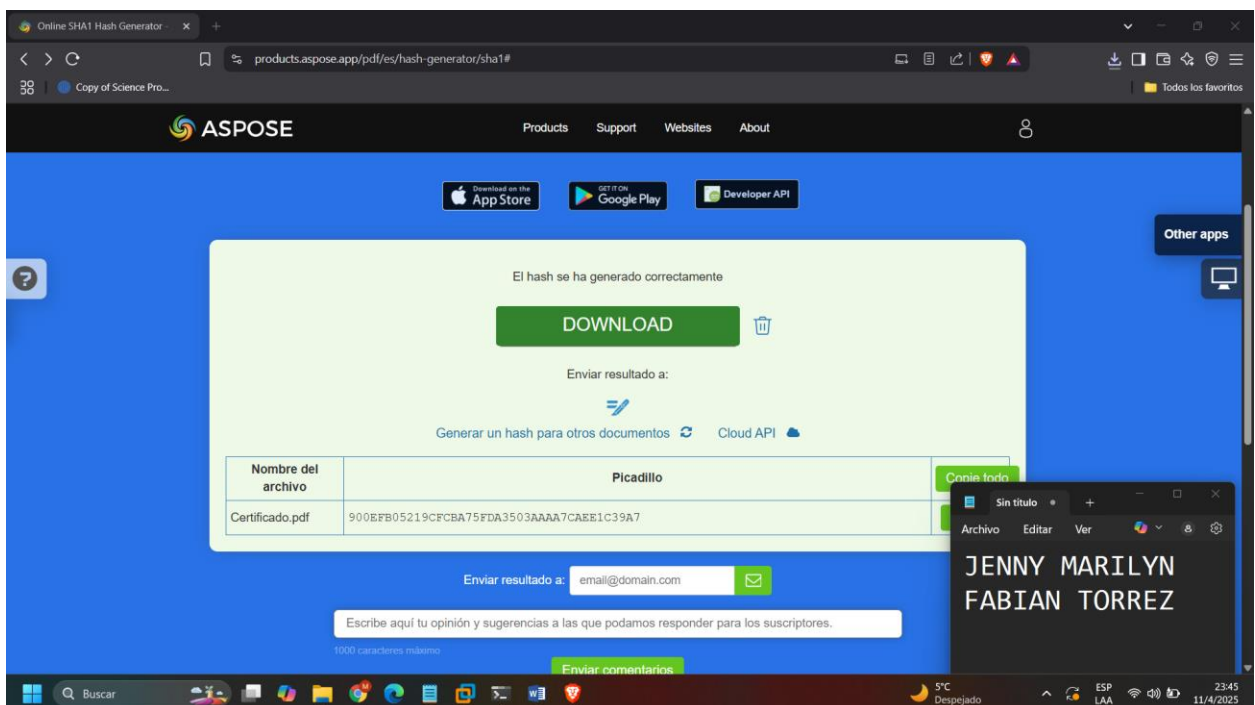 Online SHA1 Hash Generator -
products.aspose.app/pdf/es/hash-generator/sha1#
Copy of Science Pro...
Todos los favoritos
ASPOSE
Products Support Websites About
Download on the App Store
GET IT ON Google Play
Developer API
Other apps
El hash se ha generado correctamente
DOWNLOAD
Enviar resultado a:
Generar un hash para otros documentos Cloud API
Nombre del archivo Picadillo Copie todo
Certificado.pdf 900EFB05219CFCBA75FDA3503AAAA7CAEE1C39A7
Enviar resultado a: email@domain.com
Escribe aquí tu opinión y sugerencias a las que podamos responder para los suscriptores.
1000 caracteres máximo
Enviar comentarios
Sin título
Archivo Editar Ver
JENNY MARILYN
FABIAN TORREZ
Buscar
5°C
Despejado
ESP
LAA
23:45
11/4/2025